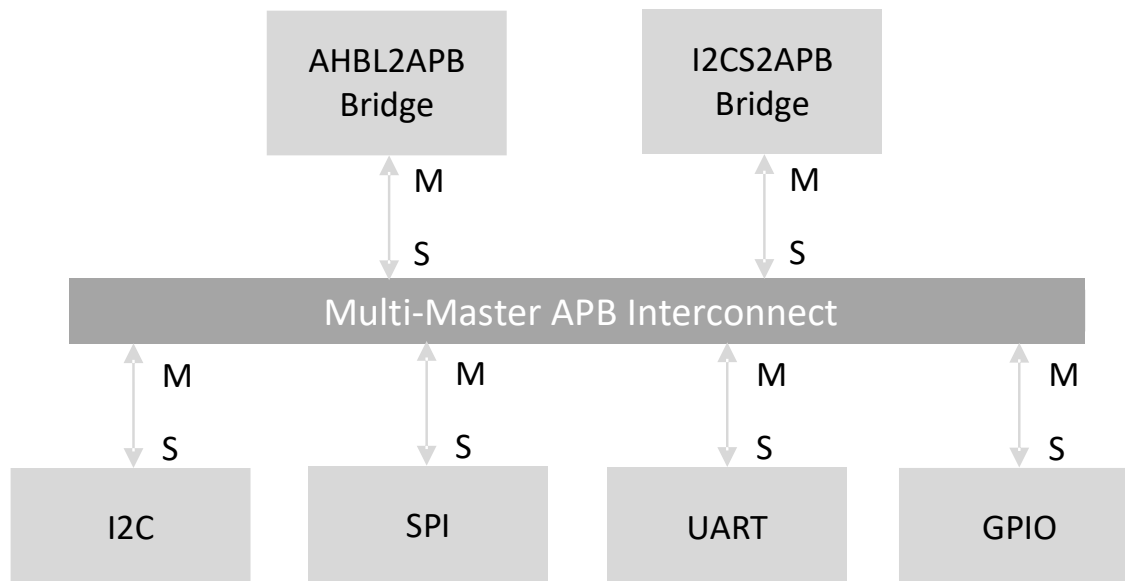 AHBL2APB
Bridge
I2CS2APB
Bridge
M
M
S
S
Multi-Master APB Interconnect
M
M
M
M
S
S
S
S
I2C
SPI
UART
GPIO